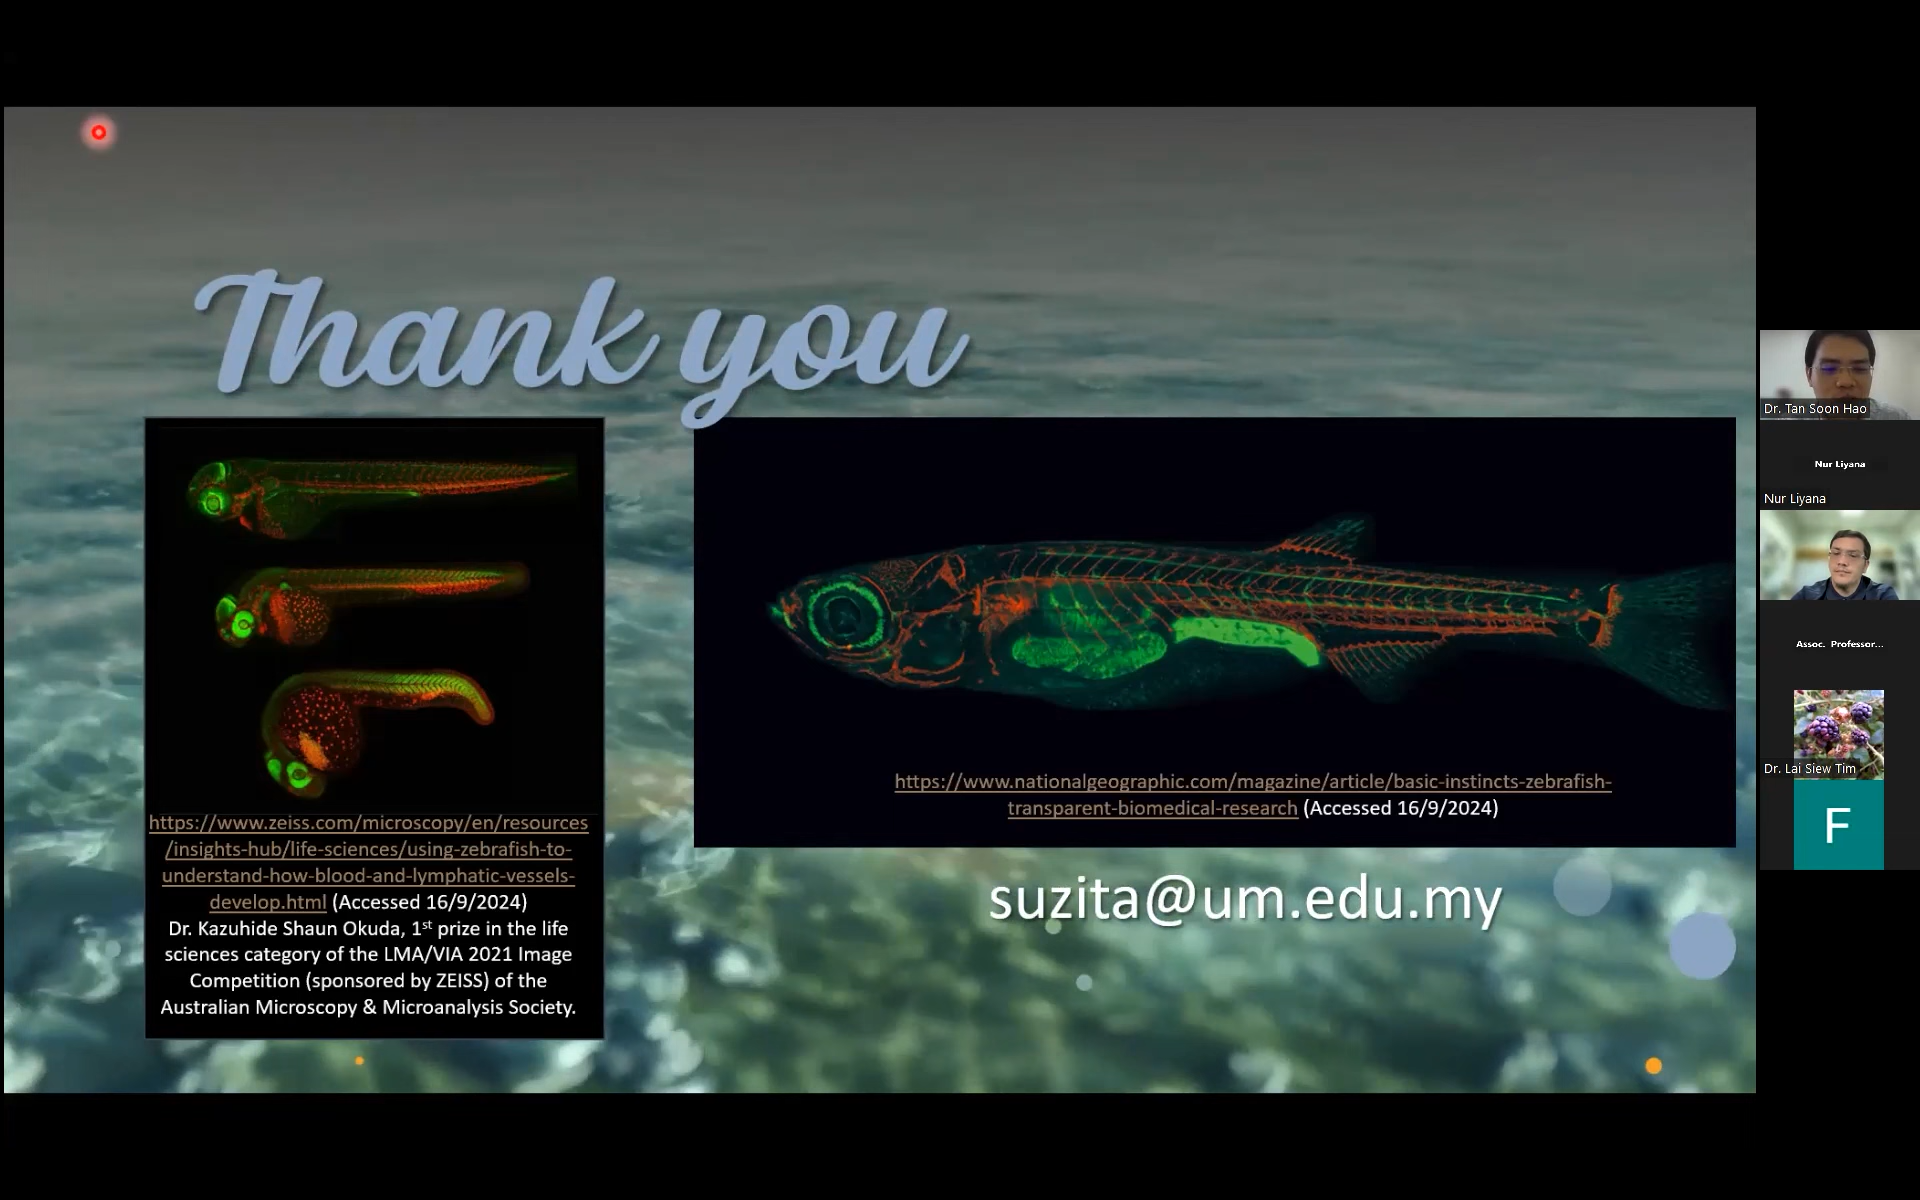 Thank you
https://www.zeiss.com/microscopy/en/resources
/insights-hub/life-sciences/using-zebrafish-to-
understand-how-blood-and-lymphatic-vessels-
develop.html (Accessed 16/9/2024)
Dr. Kazuhide Shaun Okuda, 1st prize in the life
sciences category of the LMA/VIA 2021 Image
Competition (sponsored by ZEISS) of the
Australian Microscopy & Microanalysis Society.
https://www.nationalgeographic.com/magazine/article/basic-instincts-zebrafish-
transparent-biomedical-research (Accessed 16/9/2024)
suzita@um.edu.my
Dr. Tan Soon Hao
Nur Liyana
Nur Liyana
Assoc. Professor...
Dr. Lai Siew Tim
F